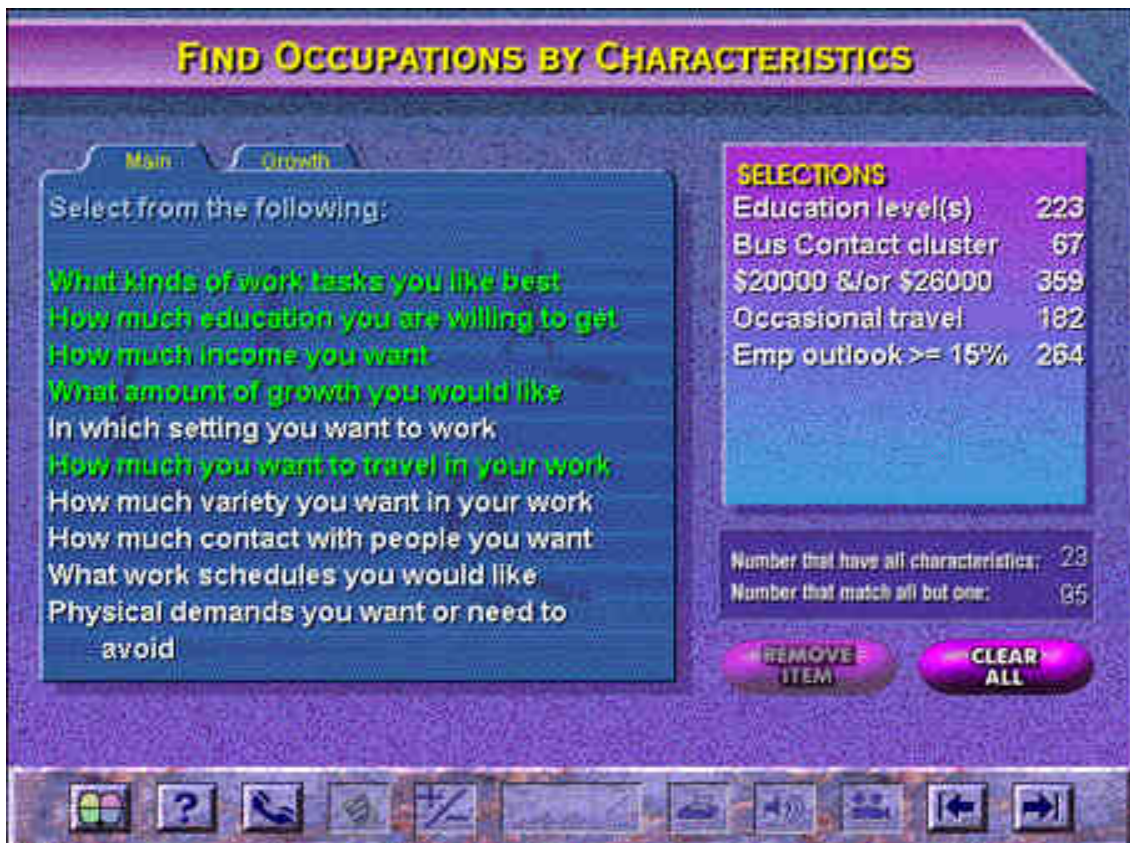 FIND OCCUPATIONS BY CHARACTERISTICS
Main
Growth
Select from the following:
What kinds of work tasks you like best
How much education you are willing to get
How much income you want
What amount of growth you would like
In which setting you want to work
How much you want to travel in your work
How much variety you want in your work
How much contact with people you want
What work schedules you would like
Physical demands you want or need to
avoid
SELECTIONS
Education level(s) 223
Bus Contact cluster 67
$20000 &/or $26000 359
Occasional travel 182
Emp outlook >= 15% 264
Number that have all characteristics: 23
Number that match all but one: 95
REMOVE
ITEM
CLEAR
ALL
?
+/-